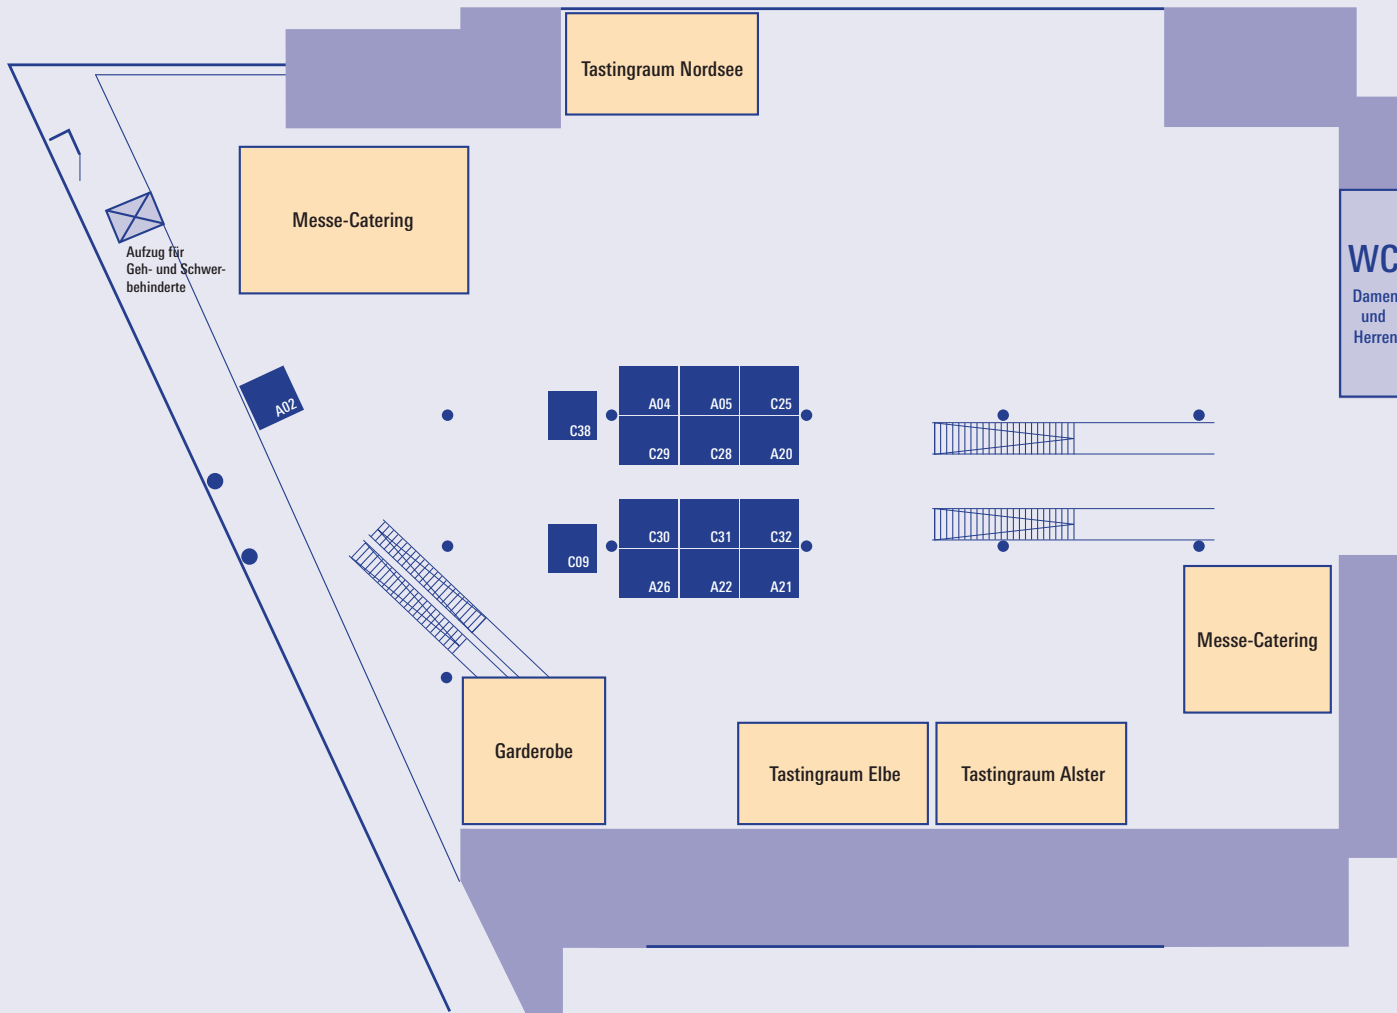 Tastingraum Nordsee
Messe-Catering
Aufzug für
Geh- und Schwer-
behinderte
WC
Damen
und
Herren
A02
C38
A04 A05 C25
C29 C28 A20
C09
C30 C31 C32
A26 A22 A21
Messe-Catering
Garderobe
Tastingraum Elbe
Tastingraum Alster